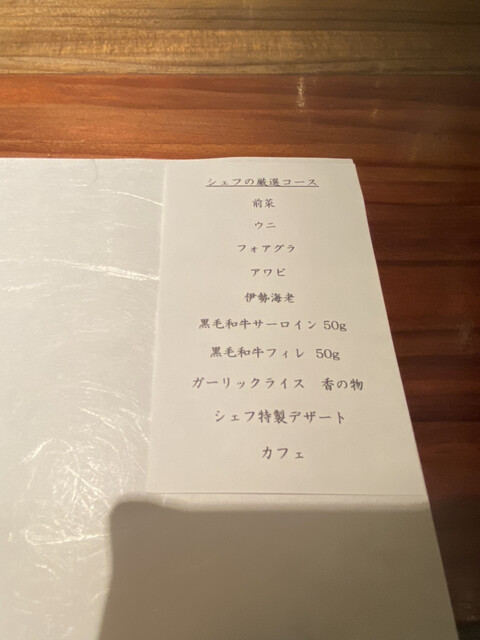 シェフの厳選コース
前菜
ウニ
フォアグラ
アワビ
伊勢海老
黒毛和牛サーロイン 50g
黒毛和牛フィレ 50g
ガーリックライス　香の物
シェフ特製デザート
カフェ